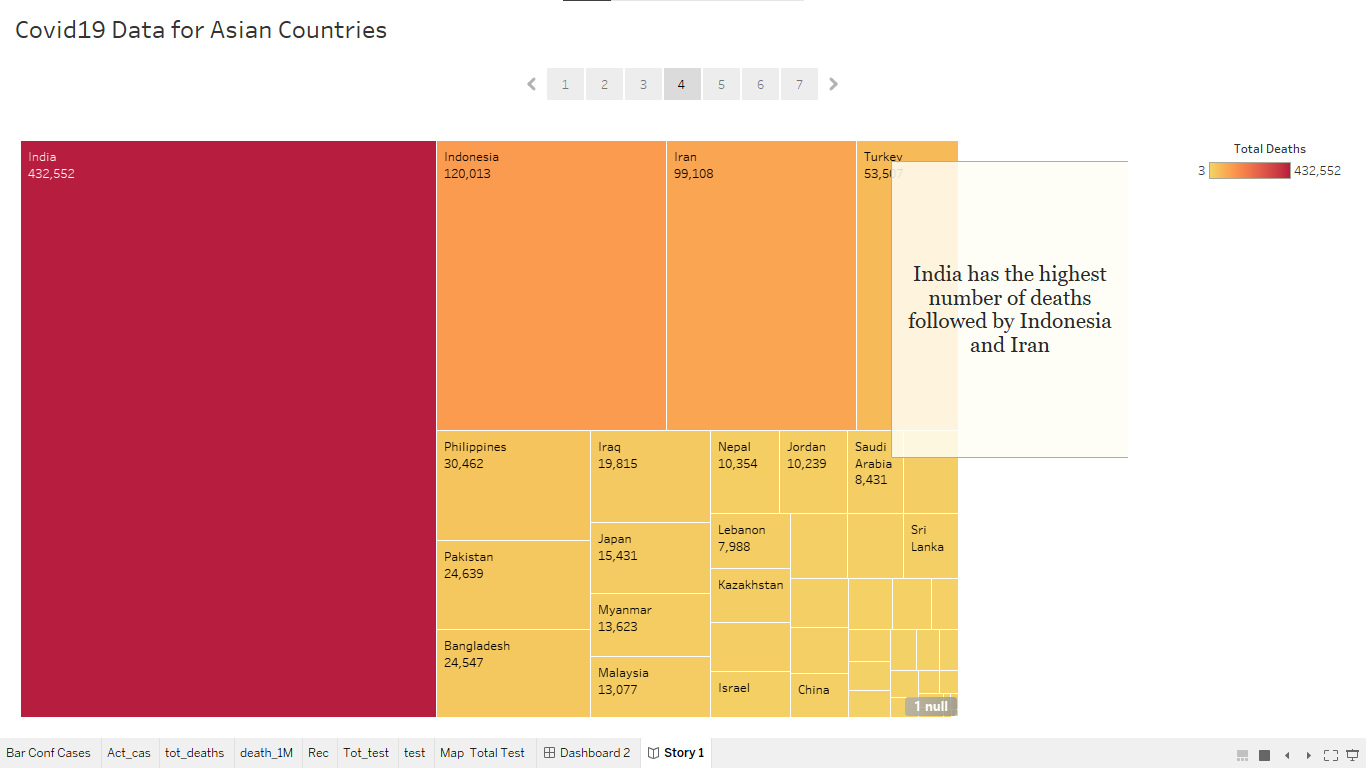 Covid19 Data for Asian Countries
1 2 3 4 5 6 7
India
432,552
Indonesia
120,013
Iran
99,108
Turkey
53,507
Total Deaths
3 432,552
India has the highest
number of deaths
followed by Indonesia
and Iran
Philippines
30,462
Iraq
19,815
Nepal
10,354
Jordan
10,239
Saudi
Arabia
8,431
Pakistan
24,639
Japan
15,431
Lebanon
7,988
Sri
Lanka
Kazakhstan
Myanmar
13,623
Bangladesh
24,547
Malaysia
13,077
Israel
China
1 null
Bar Conf Cases Act_cas tot_deaths death_1M Rec Tot_test test Map Total Test Dashboard 2 Story 1